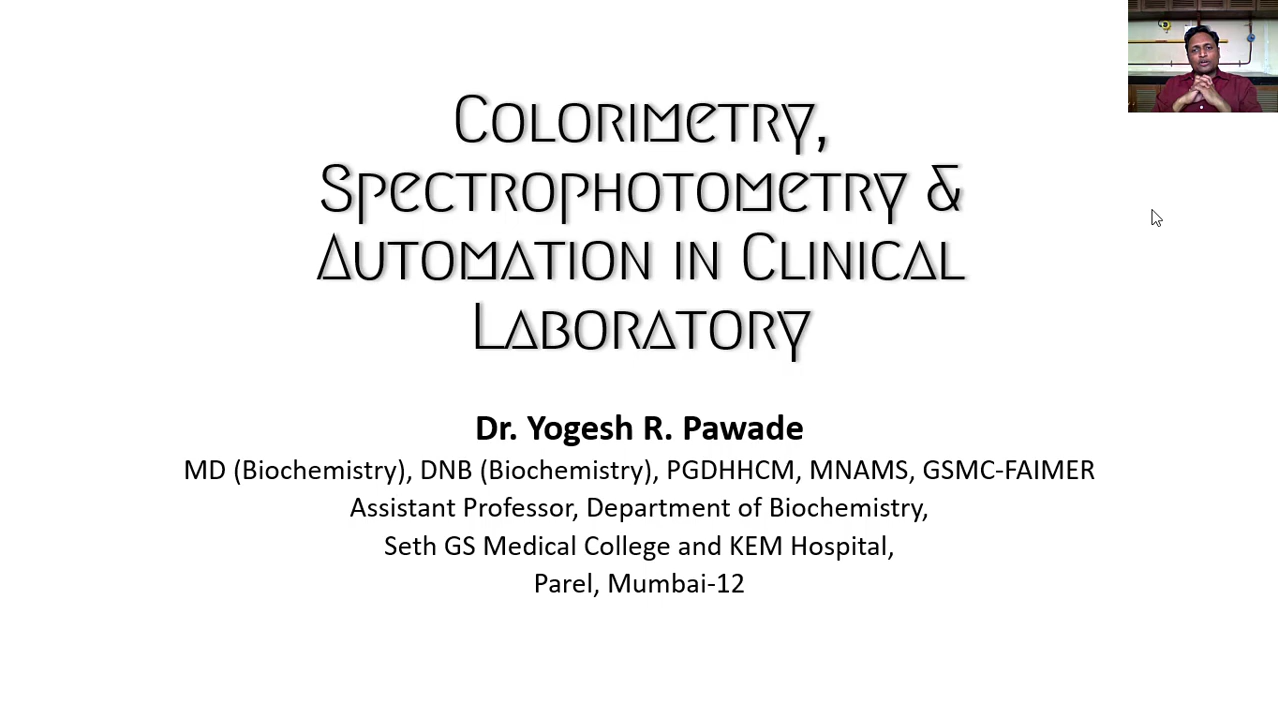 Colorimetry,
Spectrophotometry &
Automation in Clinical
Laboratory
Dr. Yogesh R. Pawade
MD (Biochemistry), DNB (Biochemistry), PGDHHCM, MNAMS, GSMC-FAIMER
Assistant Professor, Department of Biochemistry,
Seth GS Medical College and KEM Hospital,
Parel, Mumbai-12